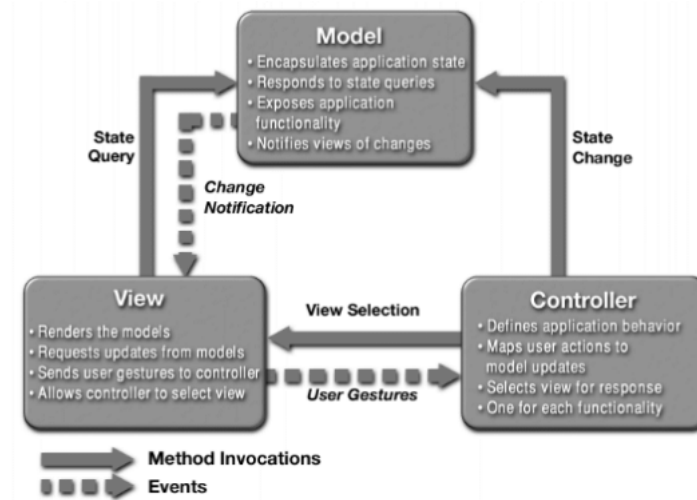 Model
• Encapsulates application state
• Responds to state queries
• Exposes application
functionality
• Notifies views of changes
State
Query
State
Change
Change
Notification
View
• Renders the models
• Requests updates from models
• Sends user gestures to controller
• Allows controller to select view
View Selection
User Gestures
Controller
• Defines application behavior
• Maps user actions to
model updates
• Selects view for response
• One for each functionality
Method Invocations
Events